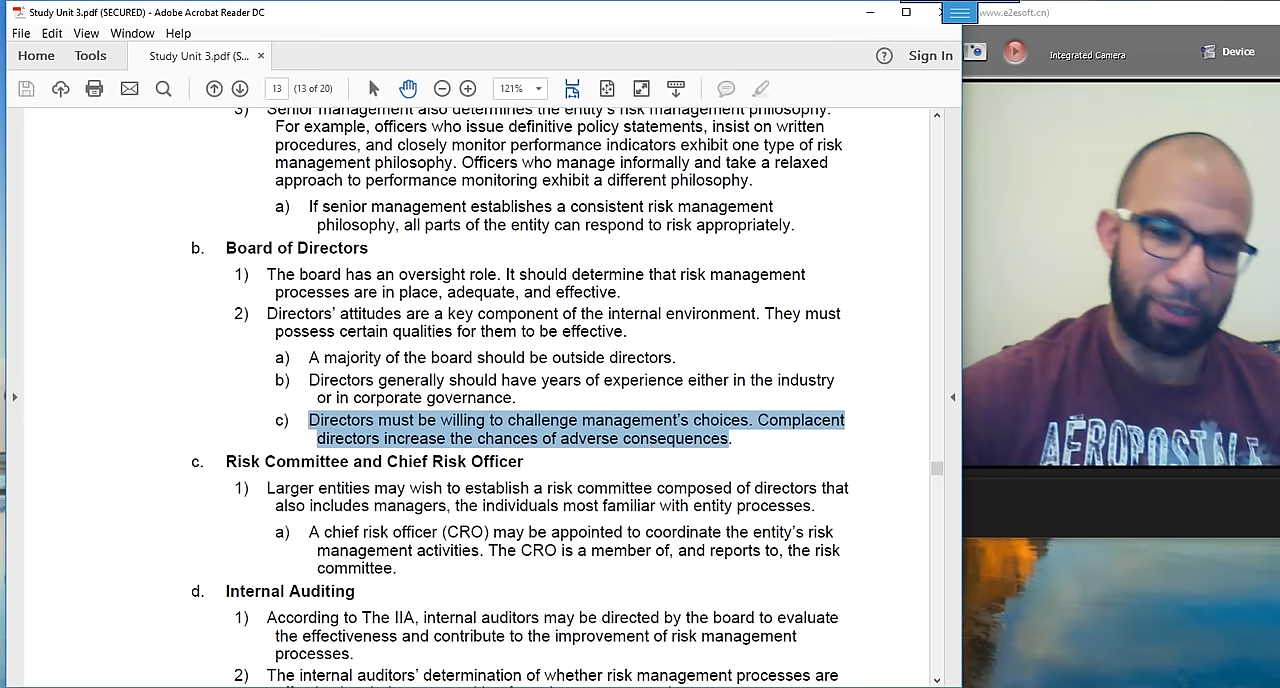 Study Unit 3.pdf (SECURED) - Adobe Acrobat Reader DC
www.e2esoft.cn)
File Edit View Window Help
Home Tools Study Unit 3.pdf (S... × Sign In
Integrated Camera Device
13 (13 of 20) 121%
3) Senior management also determines the entity's risk management philosophy.
For example, officers who issue definitive policy statements, insist on written
procedures, and closely monitor performance indicators exhibit one type of risk
management philosophy. Officers who manage informally and take a relaxed
approach to performance monitoring exhibit a different philosophy.
a) If senior management establishes a consistent risk management
philosophy, all parts of the entity can respond to risk appropriately.
b. Board of Directors
1) The board has an oversight role. It should determine that risk management
processes are in place, adequate, and effective.
2) Directors' attitudes are a key component of the internal environment. They must
possess certain qualities for them to be effective.
a) A majority of the board should be outside directors.
b) Directors generally should have years of experience either in the industry
or in corporate governance.
c) Directors must be willing to challenge management's choices. Complacent
directors increase the chances of adverse consequences.
c. Risk Committee and Chief Risk Officer
1) Larger entities may wish to establish a risk committee composed of directors that
also includes managers, the individuals most familiar with entity processes.
a) A chief risk officer (CRO) may be appointed to coordinate the entity's risk
management activities. The CRO is a member of, and reports to, the risk
committee.
d. Internal Auditing
1) According to The IIA, internal auditors may be directed by the board to evaluate
the effectiveness and contribute to the improvement of risk management
processes.
2) The internal auditors' determination of whether risk management processes are
AÉROPOSTALE